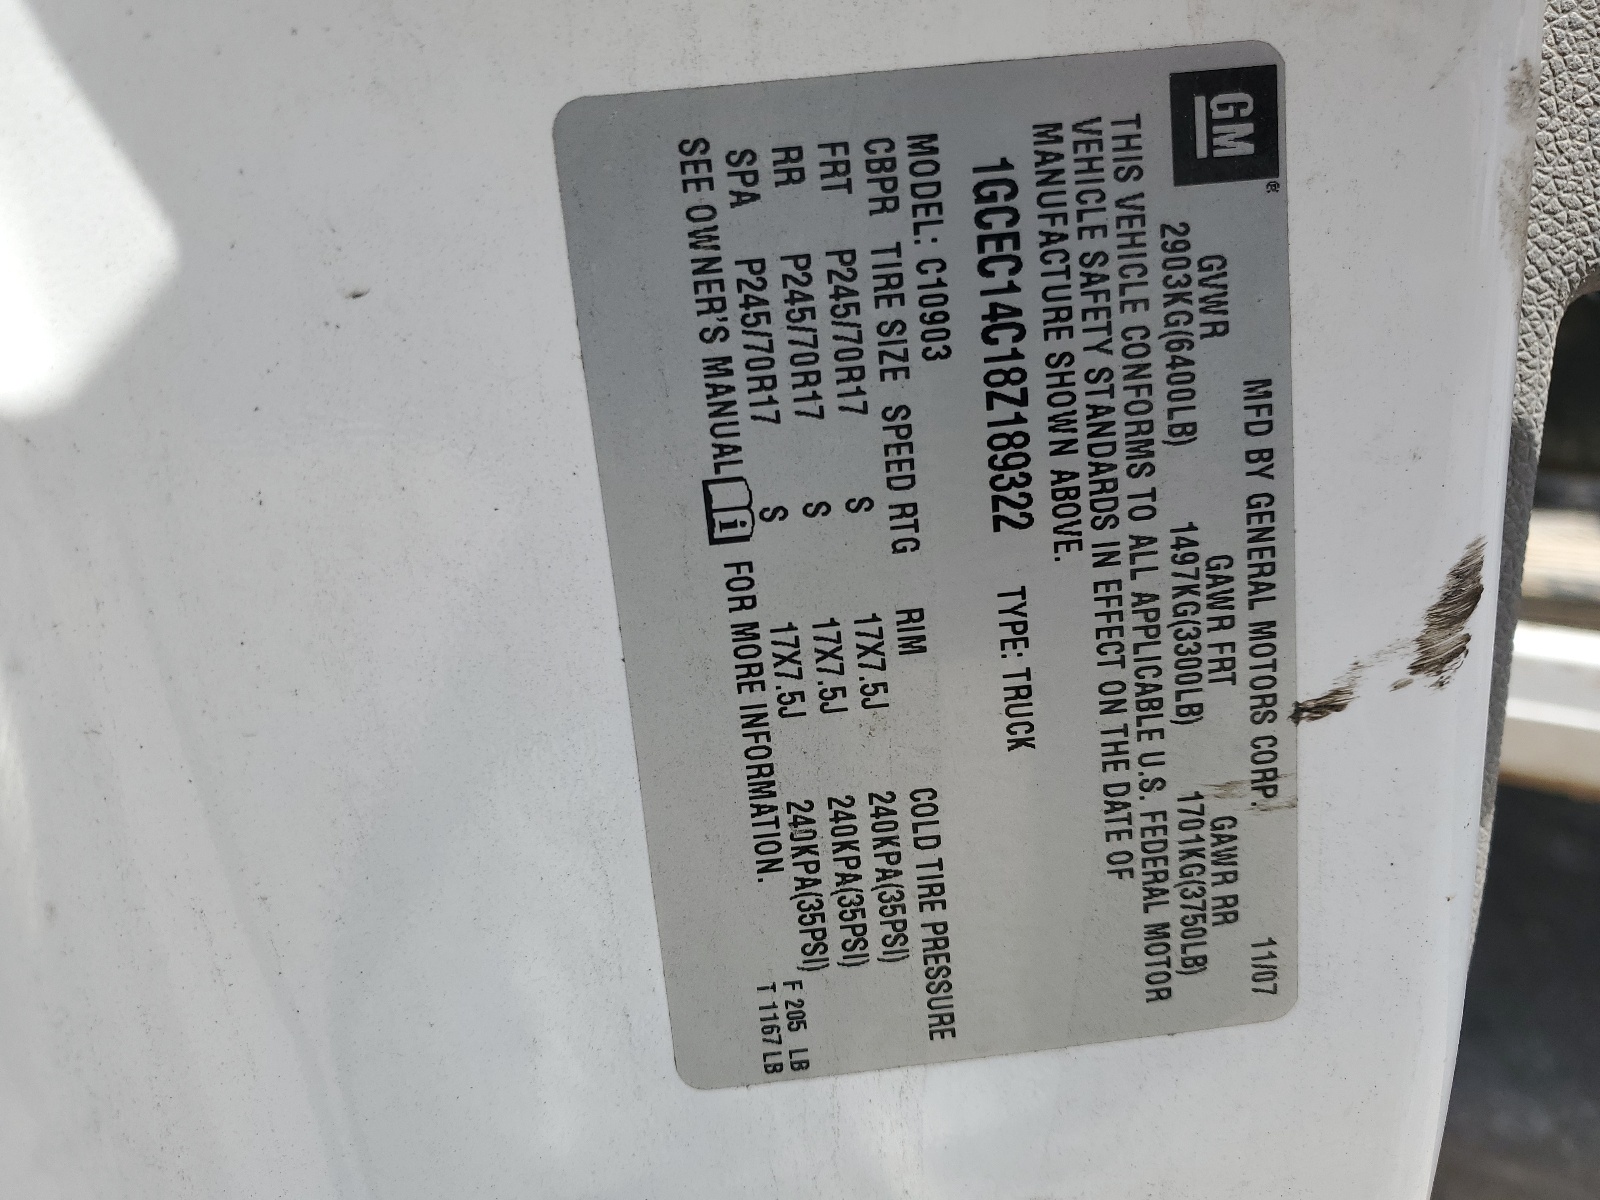 GM®
MFD BY GENERAL MOTORS CORP. 11/07
GVWR GAWR FRT GAWR RR
2903KG(6400LB) 1497KG(3300LB) 1701KG(3750LB)
THIS VEHICLE CONFORMS TO ALL APPLICABLE U.S. FEDERAL MOTOR
VEHICLE SAFETY STANDARDS IN EFFECT ON THE DATE OF
MANUFACTURE SHOWN ABOVE.
1GCEC14C18Z189322 TYPE: TRUCK
MODEL: C10903
CBPR TIRE SIZE SPEED RTG RIM COLD TIRE PRESSURE
FRT P245/70R17 S 17X7.5J 240KPA(35PSI)
RR P245/70R17 S 17X7.5J 240KPA(35PSI)
SPA P245/70R17 S 17X7.5J 240KPA(35PSI)
SEE OWNER'S MANUAL i FOR MORE INFORMATION.
F 205 LB
T 1167 LB